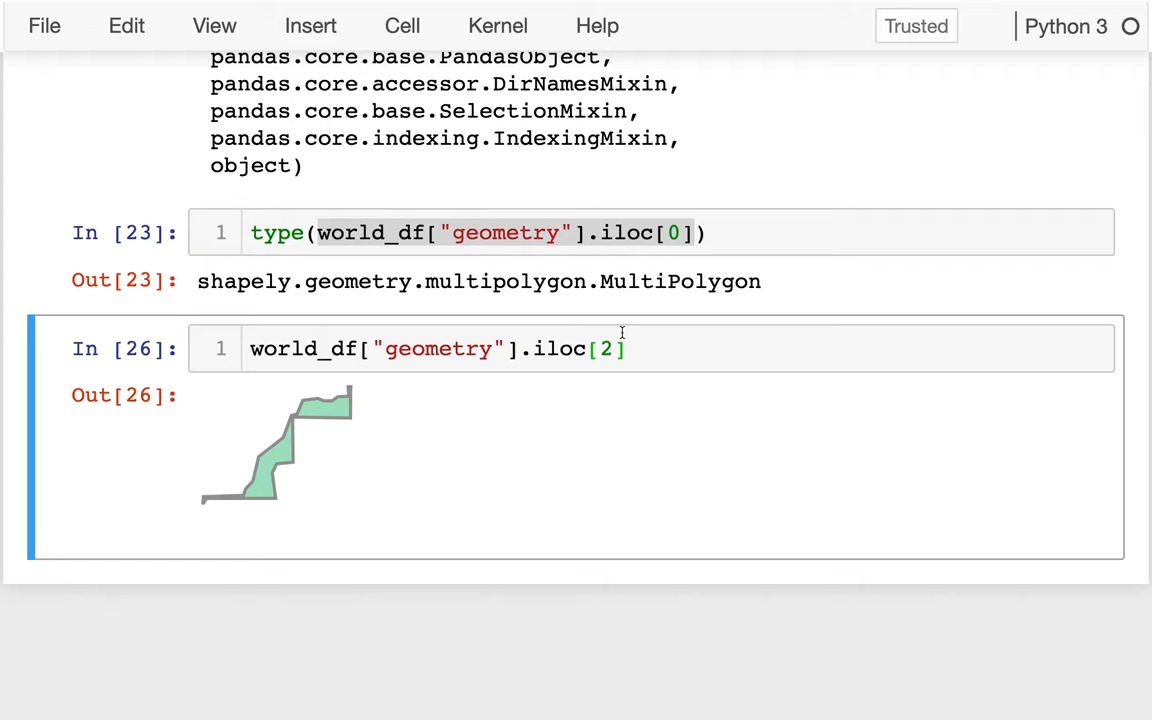 File Edit View Insert Cell Kernel Help Trusted Python 3
pandas.core.base.PandasObject,
pandas.core.accessor.DirNamesMixin,
pandas.core.base.SelectionMixin,
pandas.core.indexing.IndexingMixin,
object)
In [23]: 1 type(world_df["geometry"].iloc[0])
Out[23]: shapely.geometry.multipolygon.MultiPolygon
In [26]: 1 world_df["geometry"].iloc[2]
Out[26]: